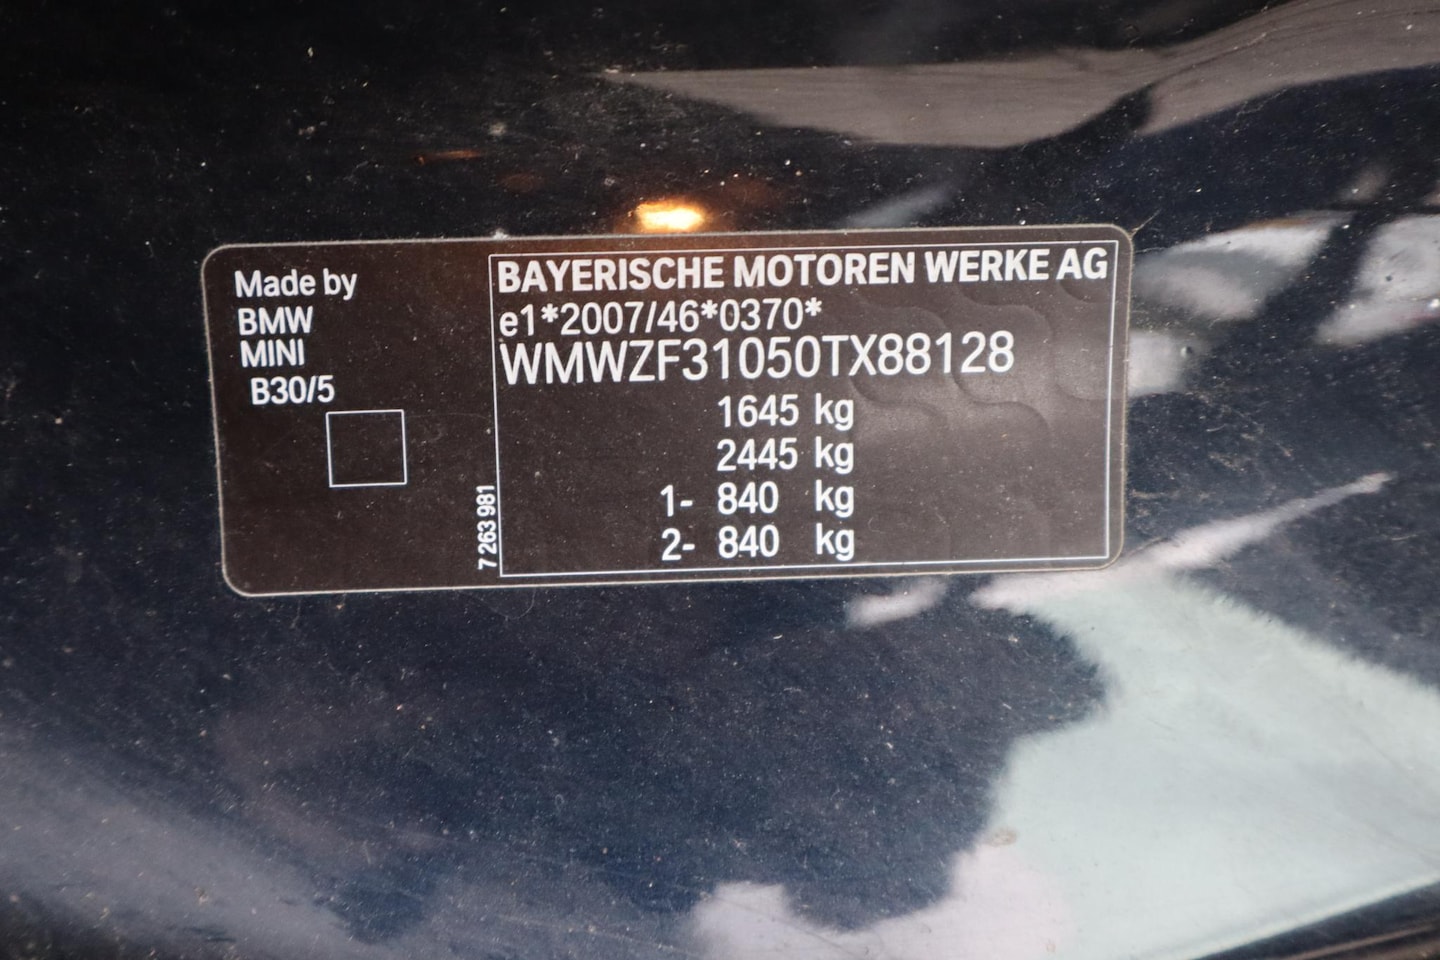 Made by
BMW
MINI
B30/5
7 263 981
BAYERISCHE MOTOREN WERKE AG
e1*2007/46*0370*
WMWZF31050TX88128
1645 kg
2445 kg
1- 840 kg
2- 840 kg